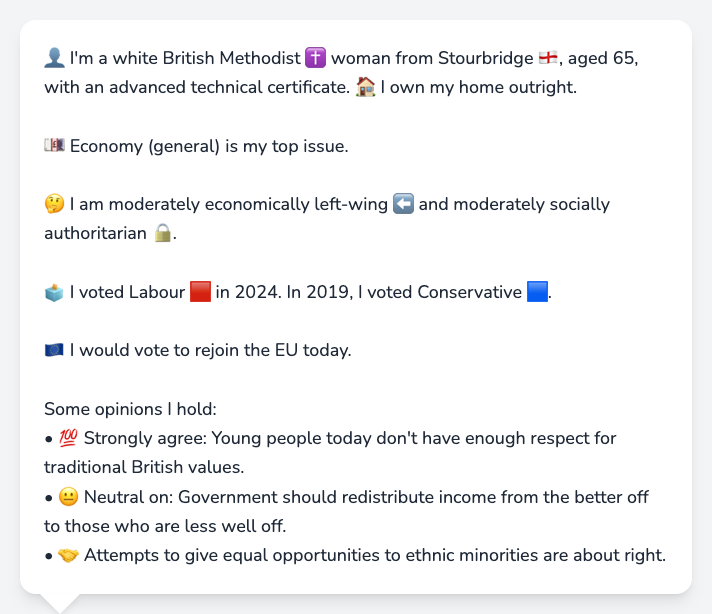 👤 I'm a white British Methodist ✝️ woman from Stourbridge 🏴󠁧󠁢󠁥󠁮󠁧󠁿, aged 65,
with an advanced technical certificate. 🏠 I own my home outright.
💷 Economy (general) is my top issue.
🤔 I am moderately economically left-wing ⬅️ and moderately socially
authoritarian 🔒.
🗳️ I voted Labour 🟥 in 2024. In 2019, I voted Conservative 🟦.
🇪🇺 I would vote to rejoin the EU today.
Some opinions I hold:
• 💯 Strongly agree: Young people today don't have enough respect for
traditional British values.
• 😐 Neutral on: Government should redistribute income from the better off
to those who are less well off.
• 🤝 Attempts to give equal opportunities to ethnic minorities are about right.